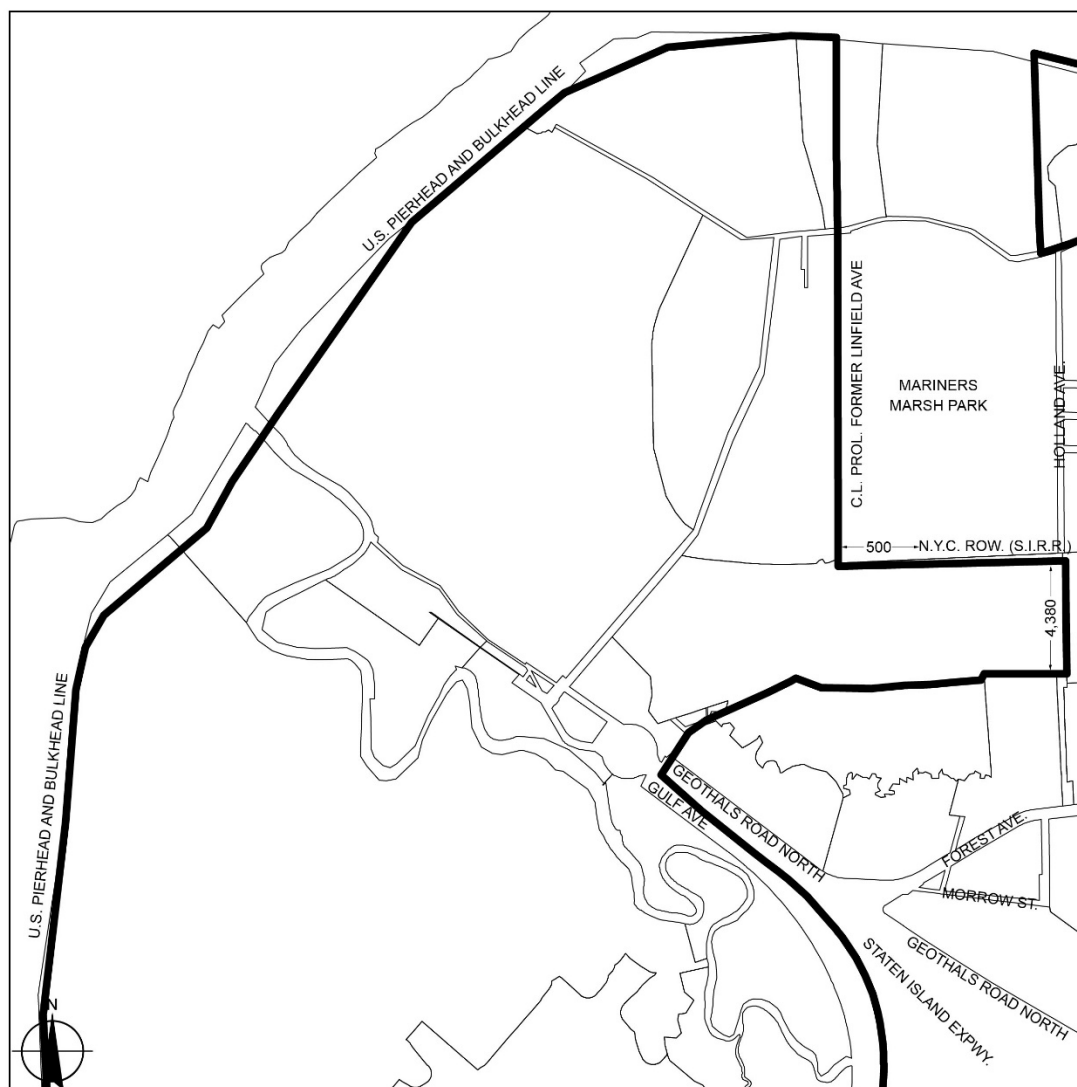 U.S. PIERHEAD AND BULKHEAD LINE
C.L. PROL. FORMER LINFIELD AVE
MARINERS
MARSH PARK
HOLLAND AVE.
500
N.Y.C. ROW. (S.I.R.R.)
4,380
U.S. PIERHEAD AND BULKHEAD LINE
GEOTHALS ROAD NORTH
GULF AVE
FOREST AVE.
MORROW ST.
GEOTHALS ROAD NORTH
STATEN ISLAND EXPWY.
N